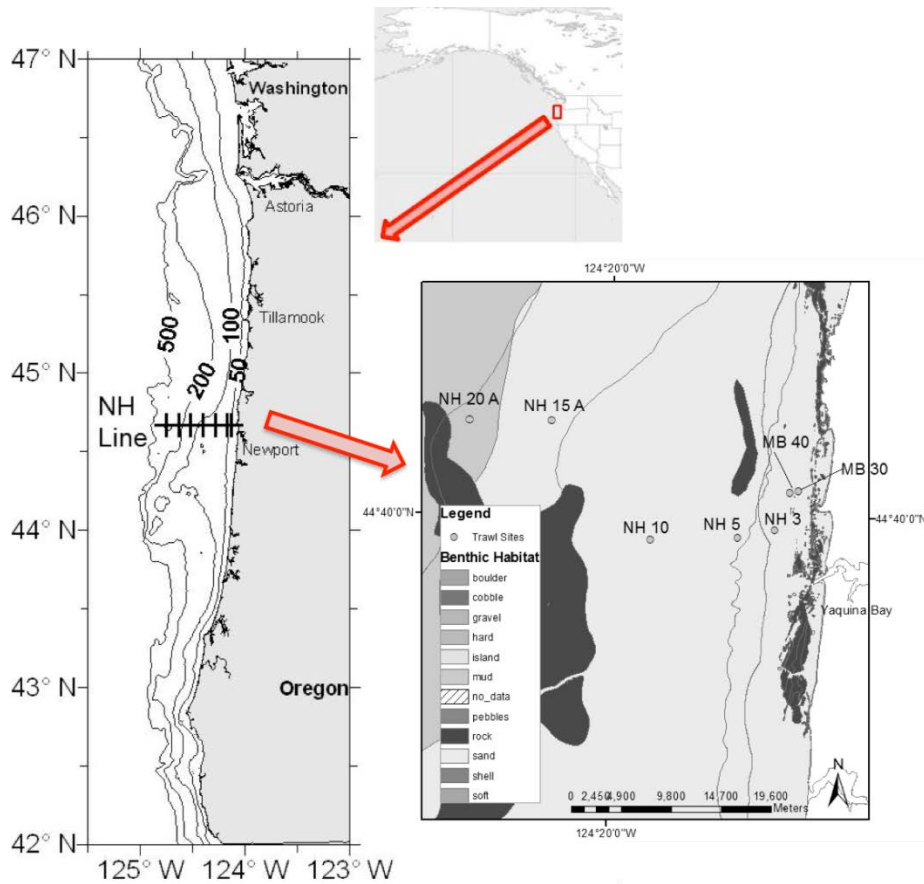 47° N
46° N
45° N
44° N
43° N
42° N
125° W
124° W
123° W
Washington
Astoria
Tillamook
500
200
100
50
NH
Line
Newport
Oregon
124°20'0"W
NH 20 A
NH 15 A
MB 40
MB 30
44°40'0"N
44°40'0"N
NH 10
NH 5
NH 3
Yaquina Bay
Legend
Trawl Sites
Benthic Habitat
boulder
cobble
gravel
hard
island
mud
no_data
pebbles
rock
sand
shell
soft
N
0 2,450 4,900 9,800 14,700 19,600
Meters
124°20'0"W